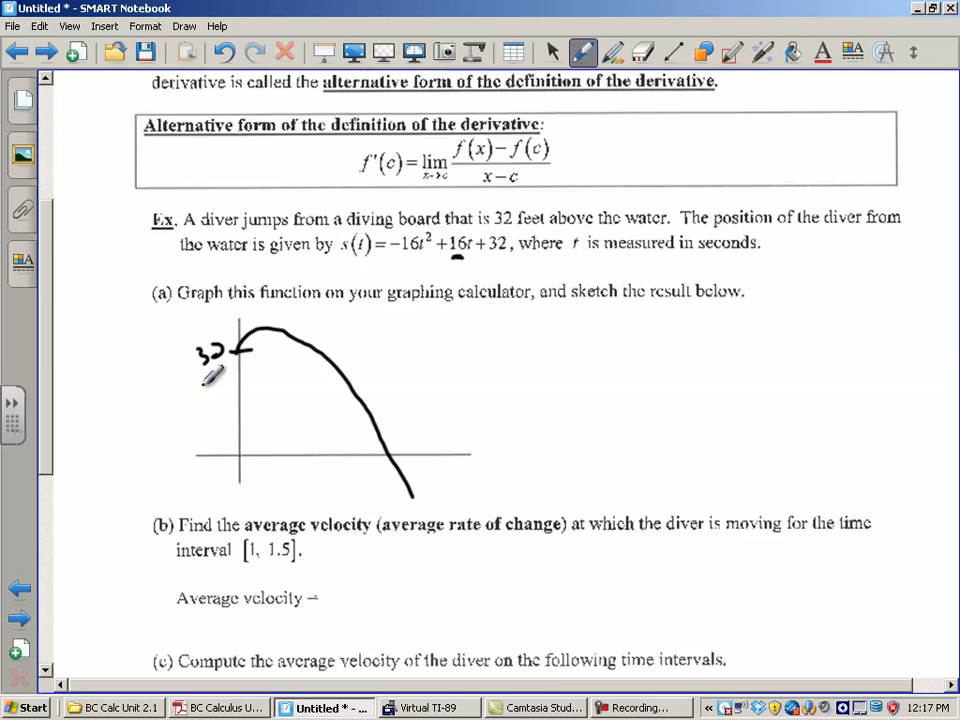 Untitled * - SMART Notebook
File Edit View Insert Format Draw Help
derivative is called the alternative form of the definition of the derivative.
Alternative form of the definition of the derivative:
f'(c) = lim x→c (f(x) − f(c)) / (x − c)
Ex. A diver jumps from a diving board that is 32 feet above the water. The position of the diver from
the water is given by s(t) = −16t² + 16t + 32, where t is measured in seconds.
(a) Graph this function on your graphing calculator, and sketch the result below.
32
(b) Find the average velocity (average rate of change) at which the diver is moving for the time
interval [1, 1.5].
Average velocity =
(c) Compute the average velocity of the diver on the following time intervals.
Start BC Calc Unit 2.1 BC Calculus U... Untitled * - ... Virtual TI-89 Camtasia Stud... Recording... « 12:17 PM